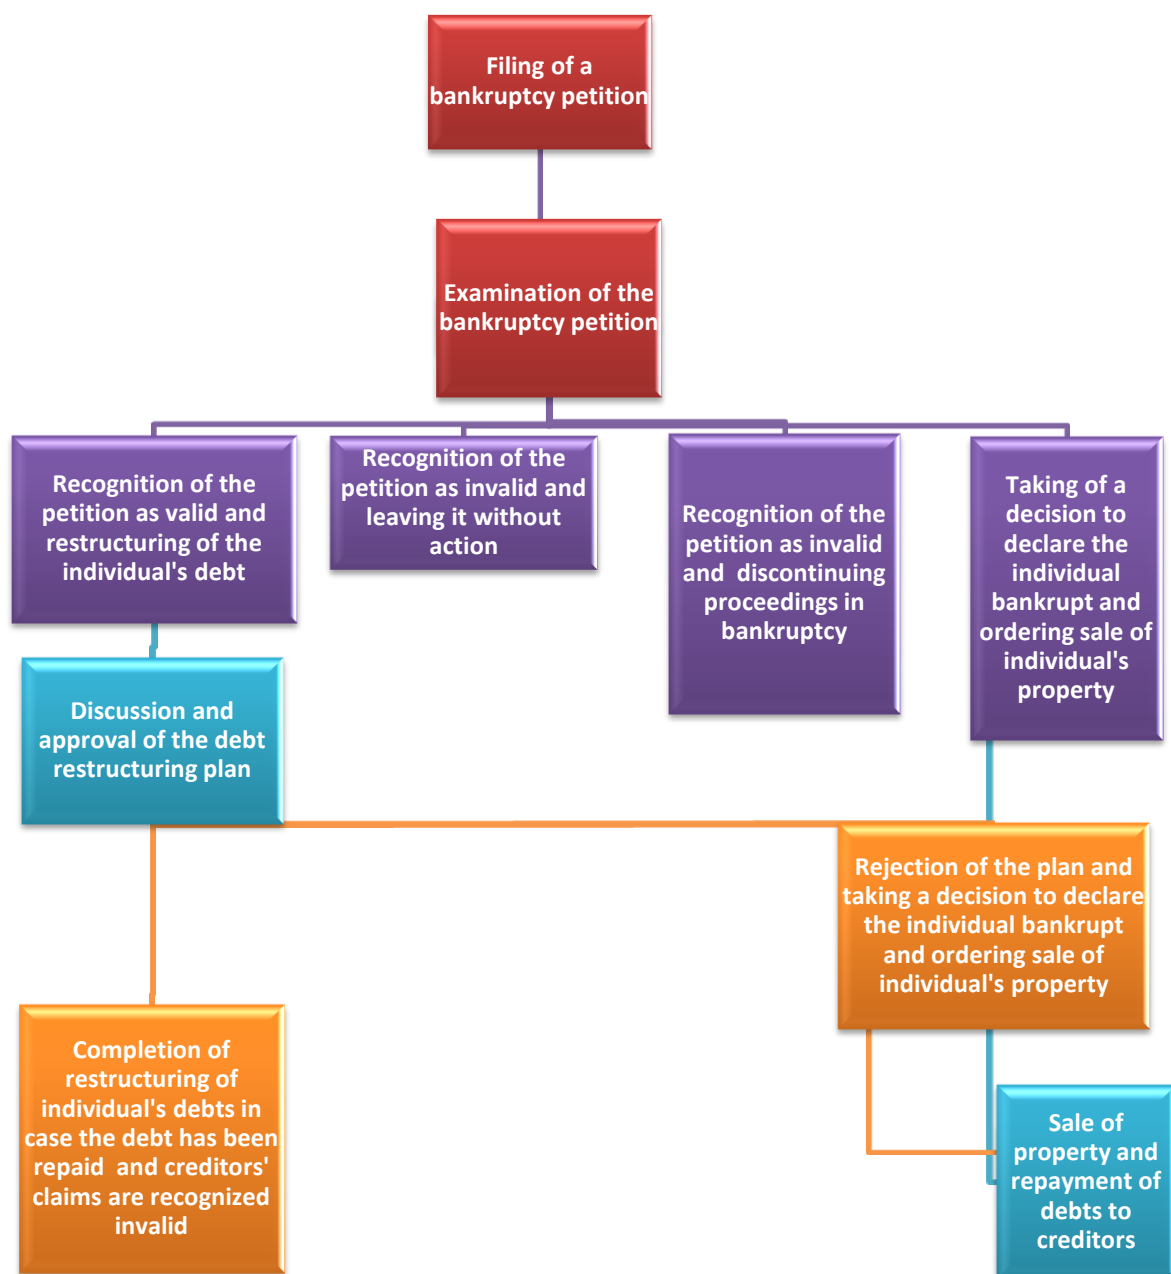 Filing of a
bankruptcy petition
Examination of the
bankruptcy petition
Recognition of the
petition as valid and
restructuring of the
individual's debt
Recognition of the
petition as invalid and
leaving it without
action
Recognition of the
petition as invalid
and  discontinuing
proceedings in
bankruptcy
Taking of a
decision to
declare the
individual
bankrupt and
ordering sale of
individual's
property
Discussion and
approval of the debt
restructuring plan
Rejection of the plan and
taking a decision to declare
the individual bankrupt
and ordering sale of
individual's property
Completion of
restructuring of
individual's debts in
case the debt has been
repaid  and creditors'
claims are recognized
invalid
Sale of
property and
repayment of
debts to
creditors